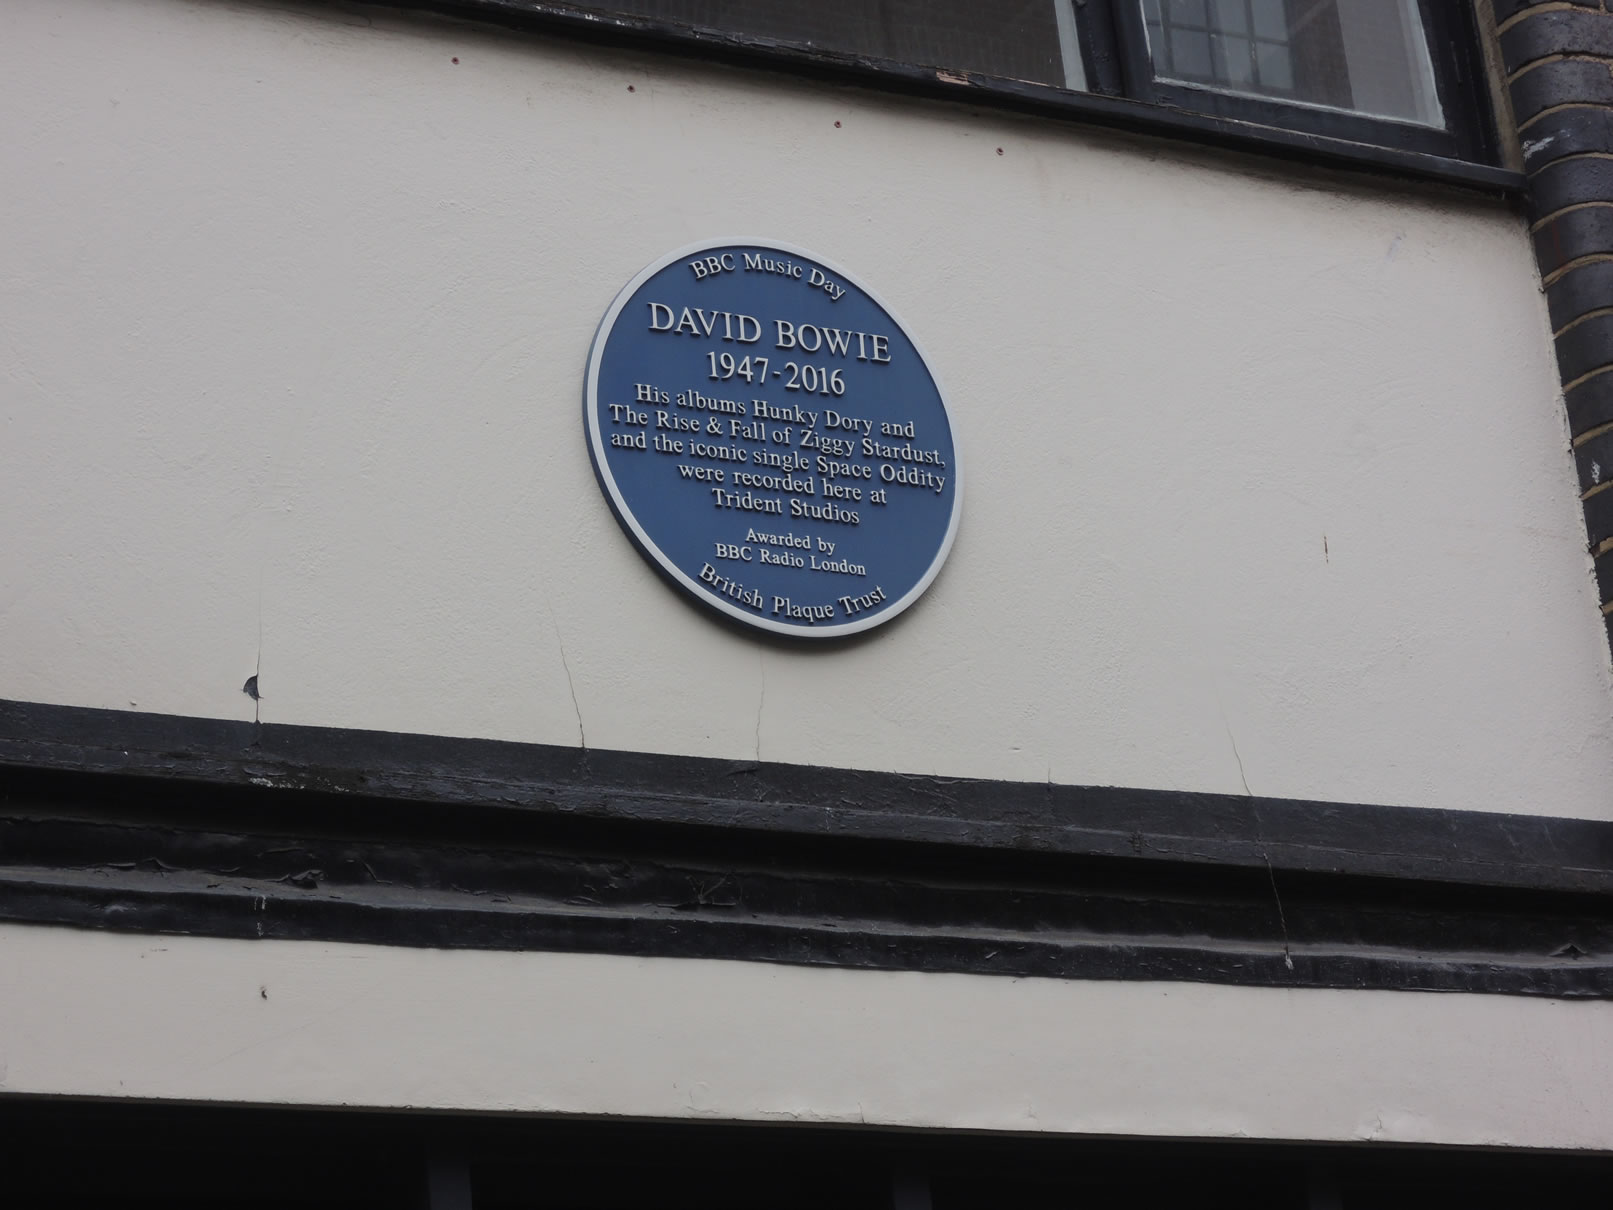 BBC Music Day
DAVID BOWIE
1947-2016
His albums Hunky Dory and
The Rise & Fall of Ziggy Stardust,
and the iconic single Space Oddity
were recorded here at
Trident Studios
Awarded by
BBC Radio London
British Plaque Trust